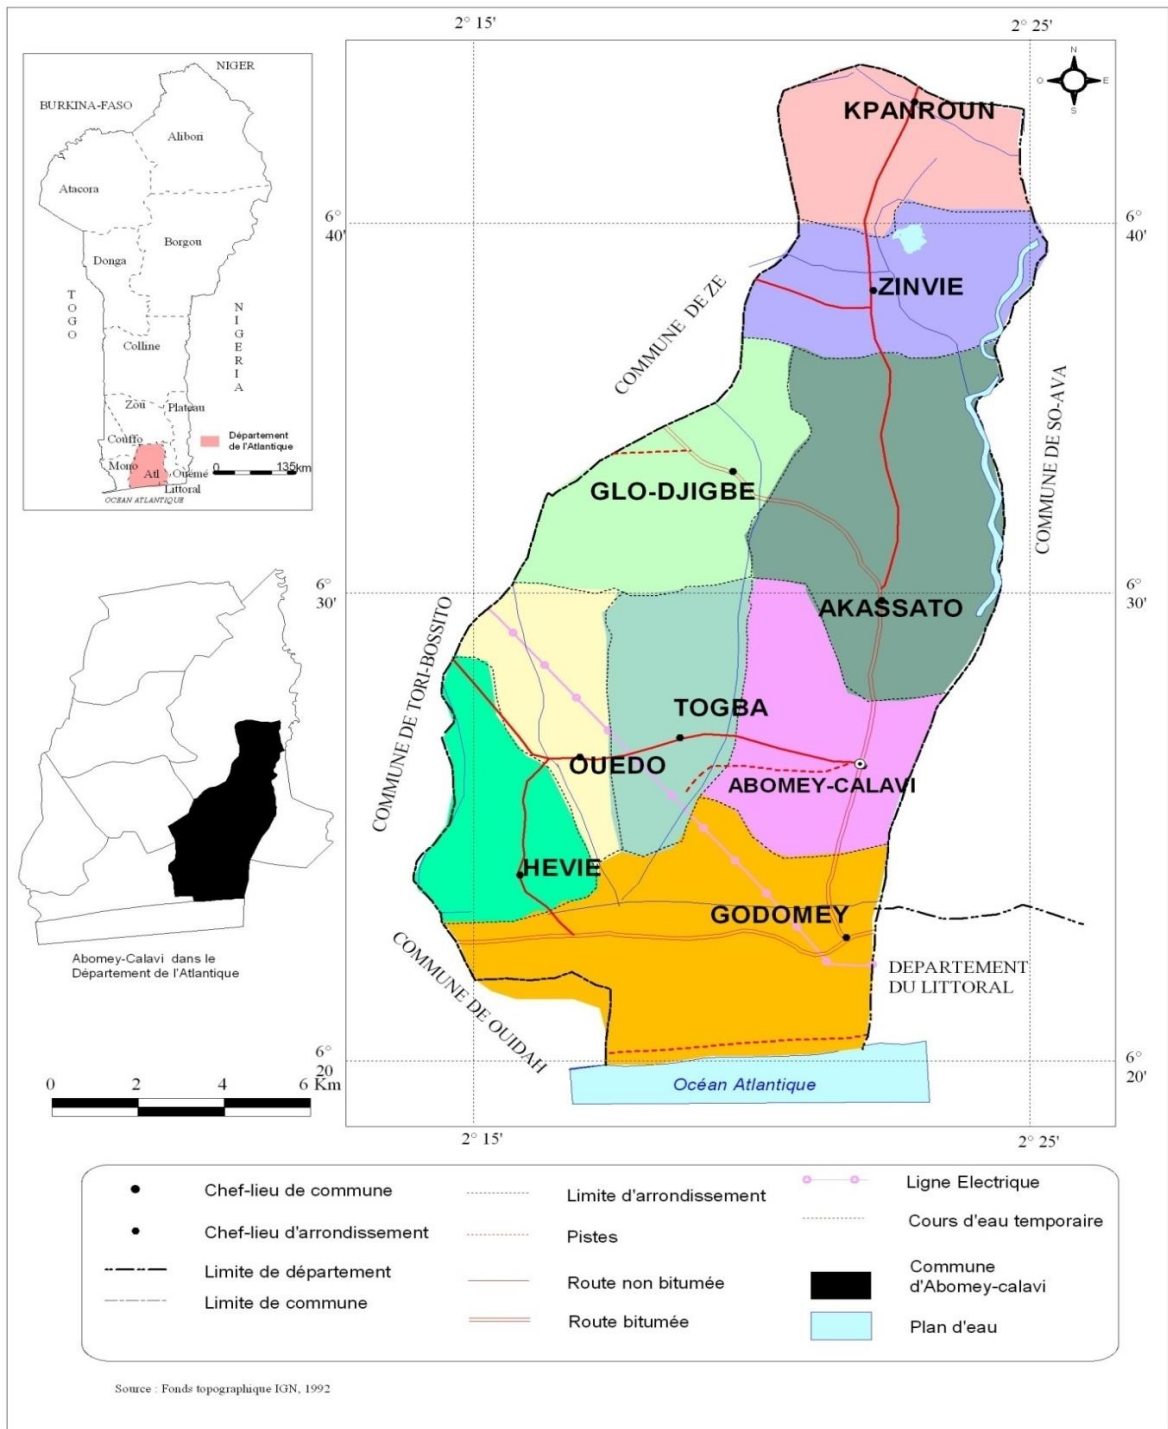 2° 15'
2° 25'
N
O
E
S
NIGER
BURKINA-FASO
Alibori
Atacora
Borgou
Donga
TOGO
NIGERIA
Colline
Zou
Plateau
Couffo
Mono
Atl
Ouémé
Littoral
OCEAN ATLANTIQUE
Département
de l'Atlantique
0 135km
KPANROUN
6°
40'
6°
40'
ZINVIE
COMMUNE DE ZE
COMMUNE DE SO-AVA
GLO-DJIGBE
6°
30'
6°
30'
AKASSATO
COMMUNE DE TORI-BOSSITO
TOGBA
OUEDO
ABOMEY-CALAVI
HEVIE
GODOMEY
COMMUNE DE OUIDAH
DEPARTEMENT
DU LITTORAL
Abomey-Calavi dans le
Département de l'Atlantique
6°
20'
6°
20'
0 2 4 6 Km
Océan Atlantique
2° 15'
2° 25'
Chef-lieu de commune
Chef-lieu d'arrondissement
Limite de département
Limite de commune
Limite d'arrondissement
Pistes
Route non bitumée
Route bitumée
Ligne Electrique
Cours d'eau temporaire
Commune
d'Abomey-calavi
Plan d'eau
Source : Fonds topographique IGN, 1992